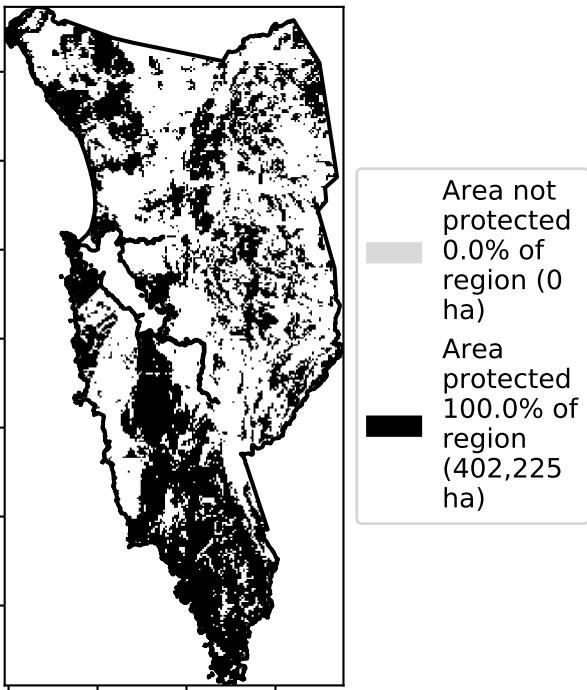 Area not
protected
0.0% of
region (0
ha)
Area
protected
100.0% of
region
(402,225
ha)